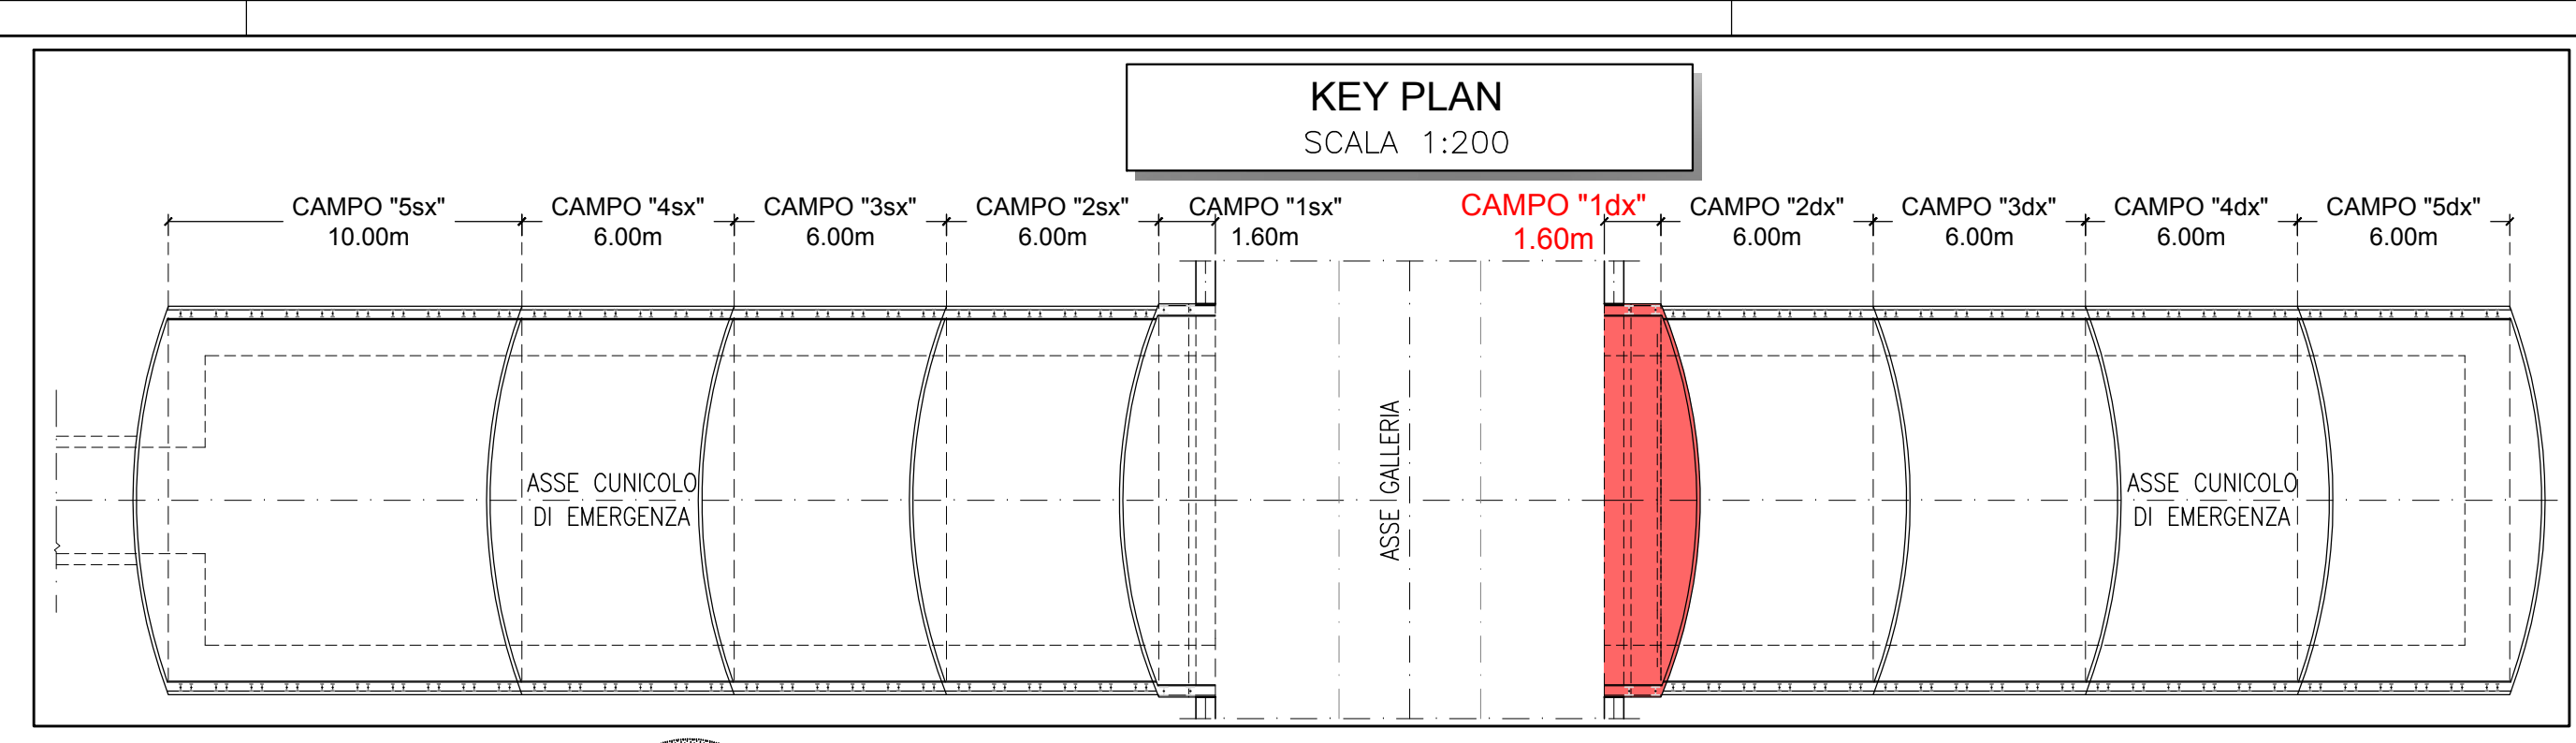 KEY PLAN
SCALA 1:200
CAMPO "5sx"
10.00m
CAMPO "4sx"
6.00m
CAMPO "3sx"
6.00m
CAMPO "2sx"
6.00m
CAMPO "1sx"
1.60m
CAMPO "1dx"
1.60m
CAMPO "2dx"
6.00m
CAMPO "3dx"
6.00m
CAMPO "4dx"
6.00m
CAMPO "5dx"
6.00m
ASSE CUNICOLO
DI EMERGENZA
ASSE GALLERIA
ASSE CUNICOLO
DI EMERGENZA